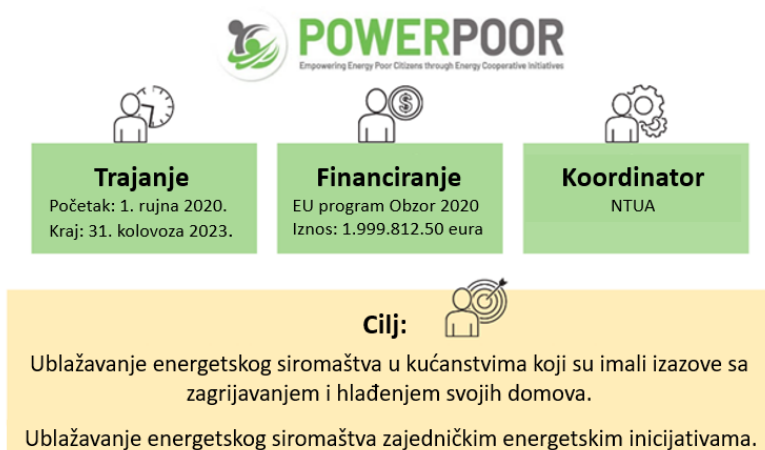 POWERPOOR
Empowering Energy Poor Citizens through Energy Cooperative Initiatives
Trajanje
Početak: 1. rujna 2020.
Kraj: 31. kolovoza 2023.
Financiranje
EU program Obzor 2020
Iznos: 1.999.812.50 eura
Koordinator
NTUA
Cilj:
Ublažavanje energetskog siromaštva u kućanstvima koji su imali izazove sa
zagrijavanjem i hlađenjem svojih domova.
Ublažavanje energetskog siromaštva zajedničkim energetskim inicijativama.